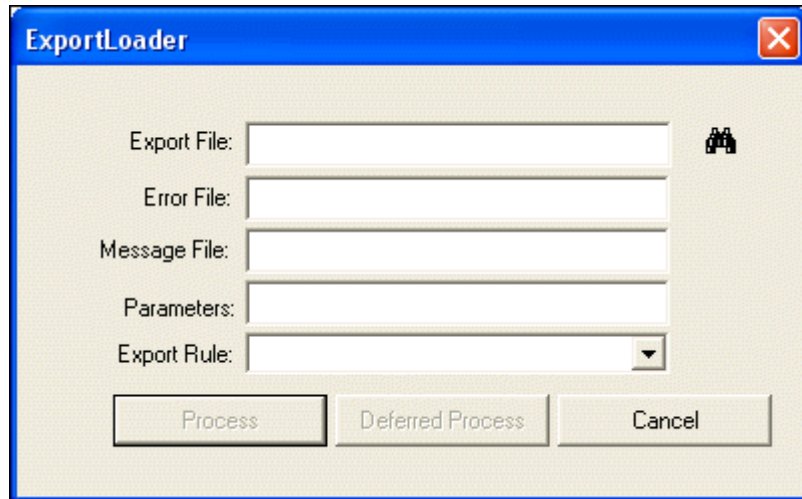 ExportLoader
Export File:
Error File:
Message File:
Parameters:
Export Rule:
Process Deferred Process Cancel